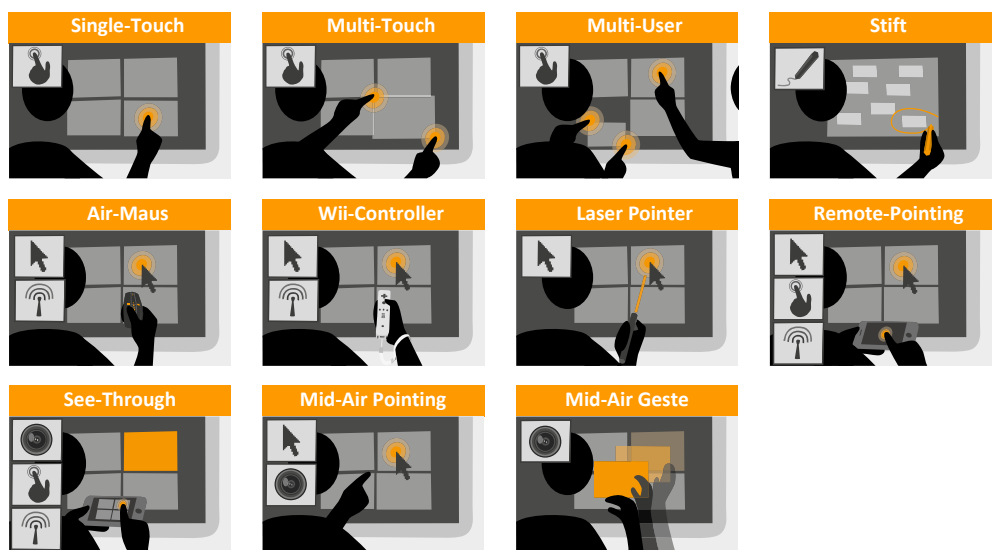 Single-Touch
Multi-Touch
Multi-User
Stift
Air-Maus
Wii-Controller
Laser Pointer
Remote-Pointing
See-Through
Mid-Air Pointing
Mid-Air Geste